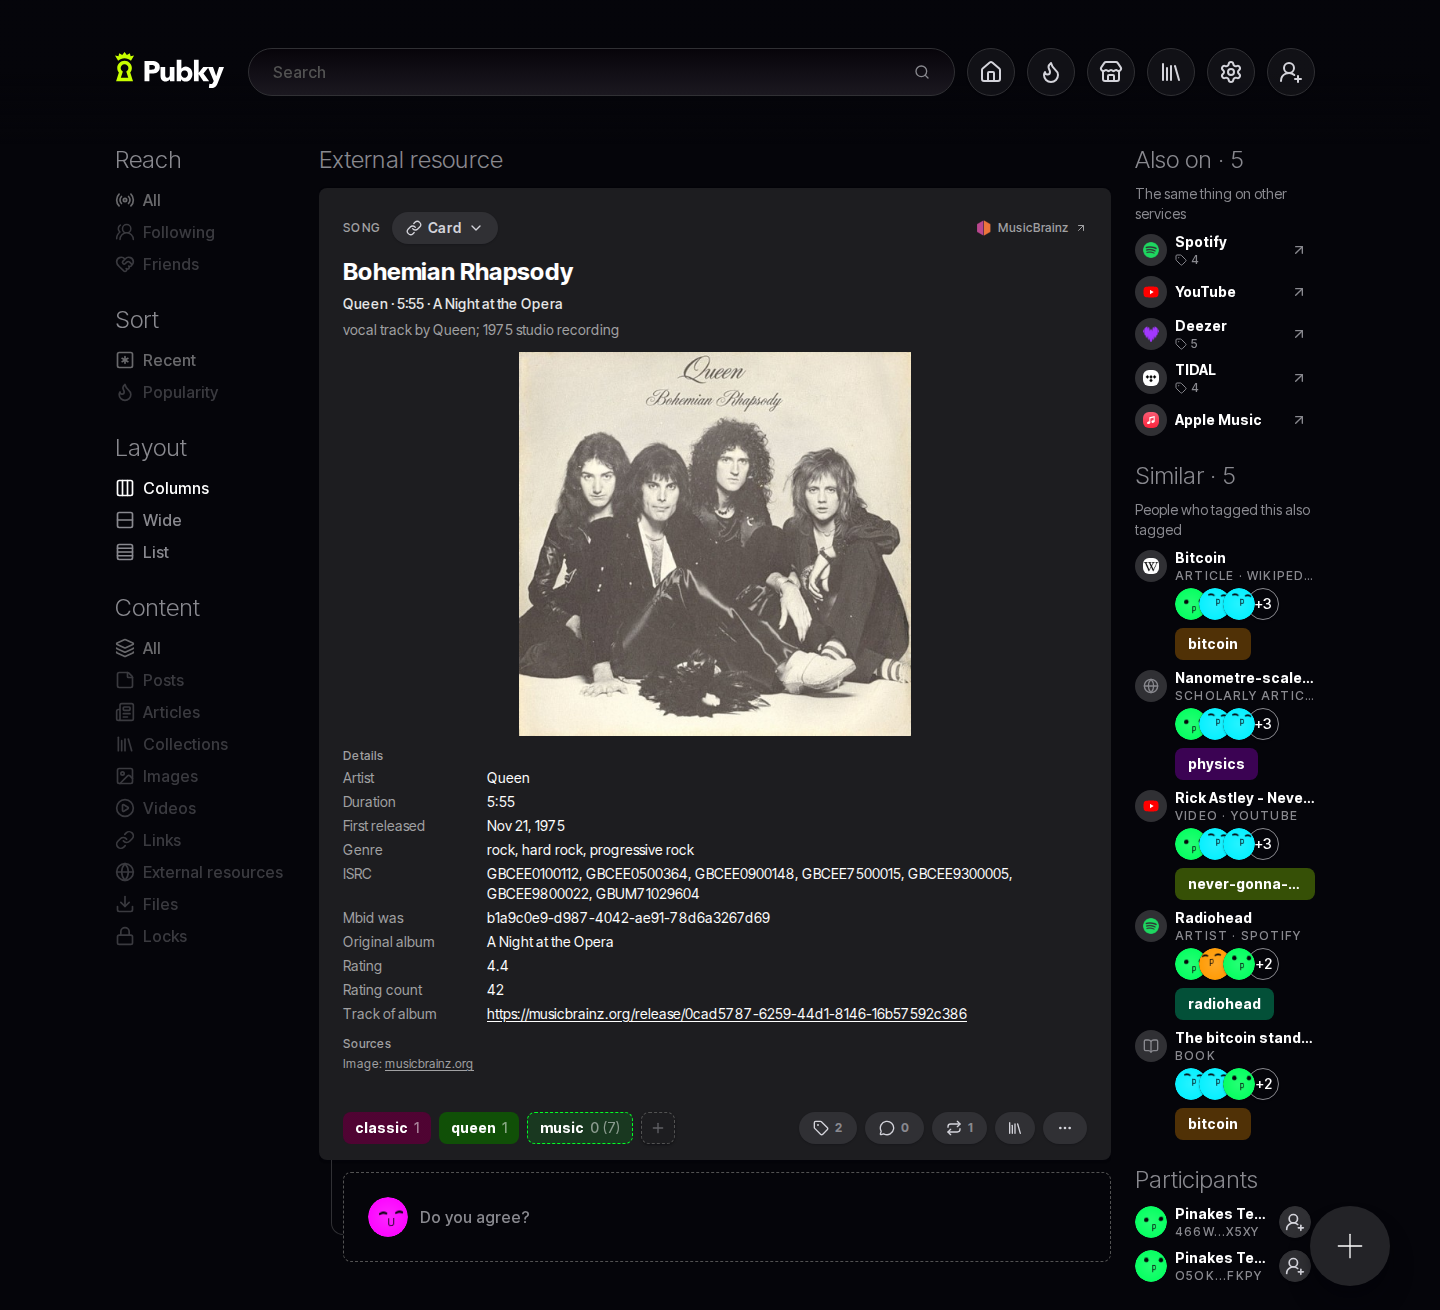 Pubky
Search
Reach
All
Following
Friends
Sort
Recent
Popularity
Layout
Columns
Wide
List
Content
All
Posts
Articles
Collections
Images
Videos
Links
External resources
Files
Locks
External resource
SONG
Card
MusicBrainz
Bohemian Rhapsody
Queen · 5:55 · A Night at the Opera
vocal track by Queen; 1975 studio recording
Queen
Bohemian Rhapsody
Details
Artist Queen
Duration 5:55
First released Nov 21, 1975
Genre rock, hard rock, progressive rock
ISRC GBCEE0100112, GBCEE0500364, GBCEE0900148, GBCEE7500015, GBCEE9300005,
GBCEE9800022, GBUM71029604
Mbid was b1a9c0e9-d987-4042-ae91-78d6a3267d69
Original album A Night at the Opera
Rating 4.4
Rating count 42
Track of album https://musicbrainz.org/release/0cad5787-6259-44d1-8146-16b57592c386
Sources
Image: musicbrainz.org
classic 1 queen 1 music 0 (7) 2 0 1
Do you agree?
Also on · 5
The same thing on other
services
Spotify
4
YouTube
Deezer
5
TIDAL
4
Apple Music
Similar · 5
People who tagged this also
tagged
Bitcoin
ARTICLE · WIKIPED...
+3
bitcoin
Nanometre-scale...
SCHOLARLY ARTIC...
+3
physics
Rick Astley - Neve...
VIDEO · YOUTUBE
+3
never-gonna-...
Radiohead
ARTIST · SPOTIFY
+2
radiohead
The bitcoin stand...
BOOK
+2
bitcoin
Participants
Pinakes Te...
466W...X5XY
Pinakes Te...
O5OK...FKPY